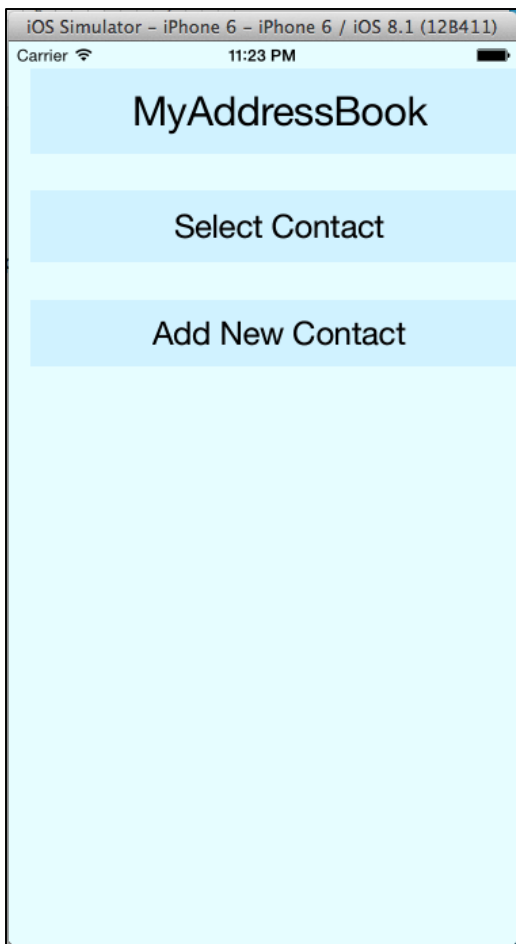 iOS Simulator - iPhone 6 - iPhone 6 / iOS 8.1 (12B411)
Carrier 11:23 PM
MyAddressBook
Select Contact
Add New Contact